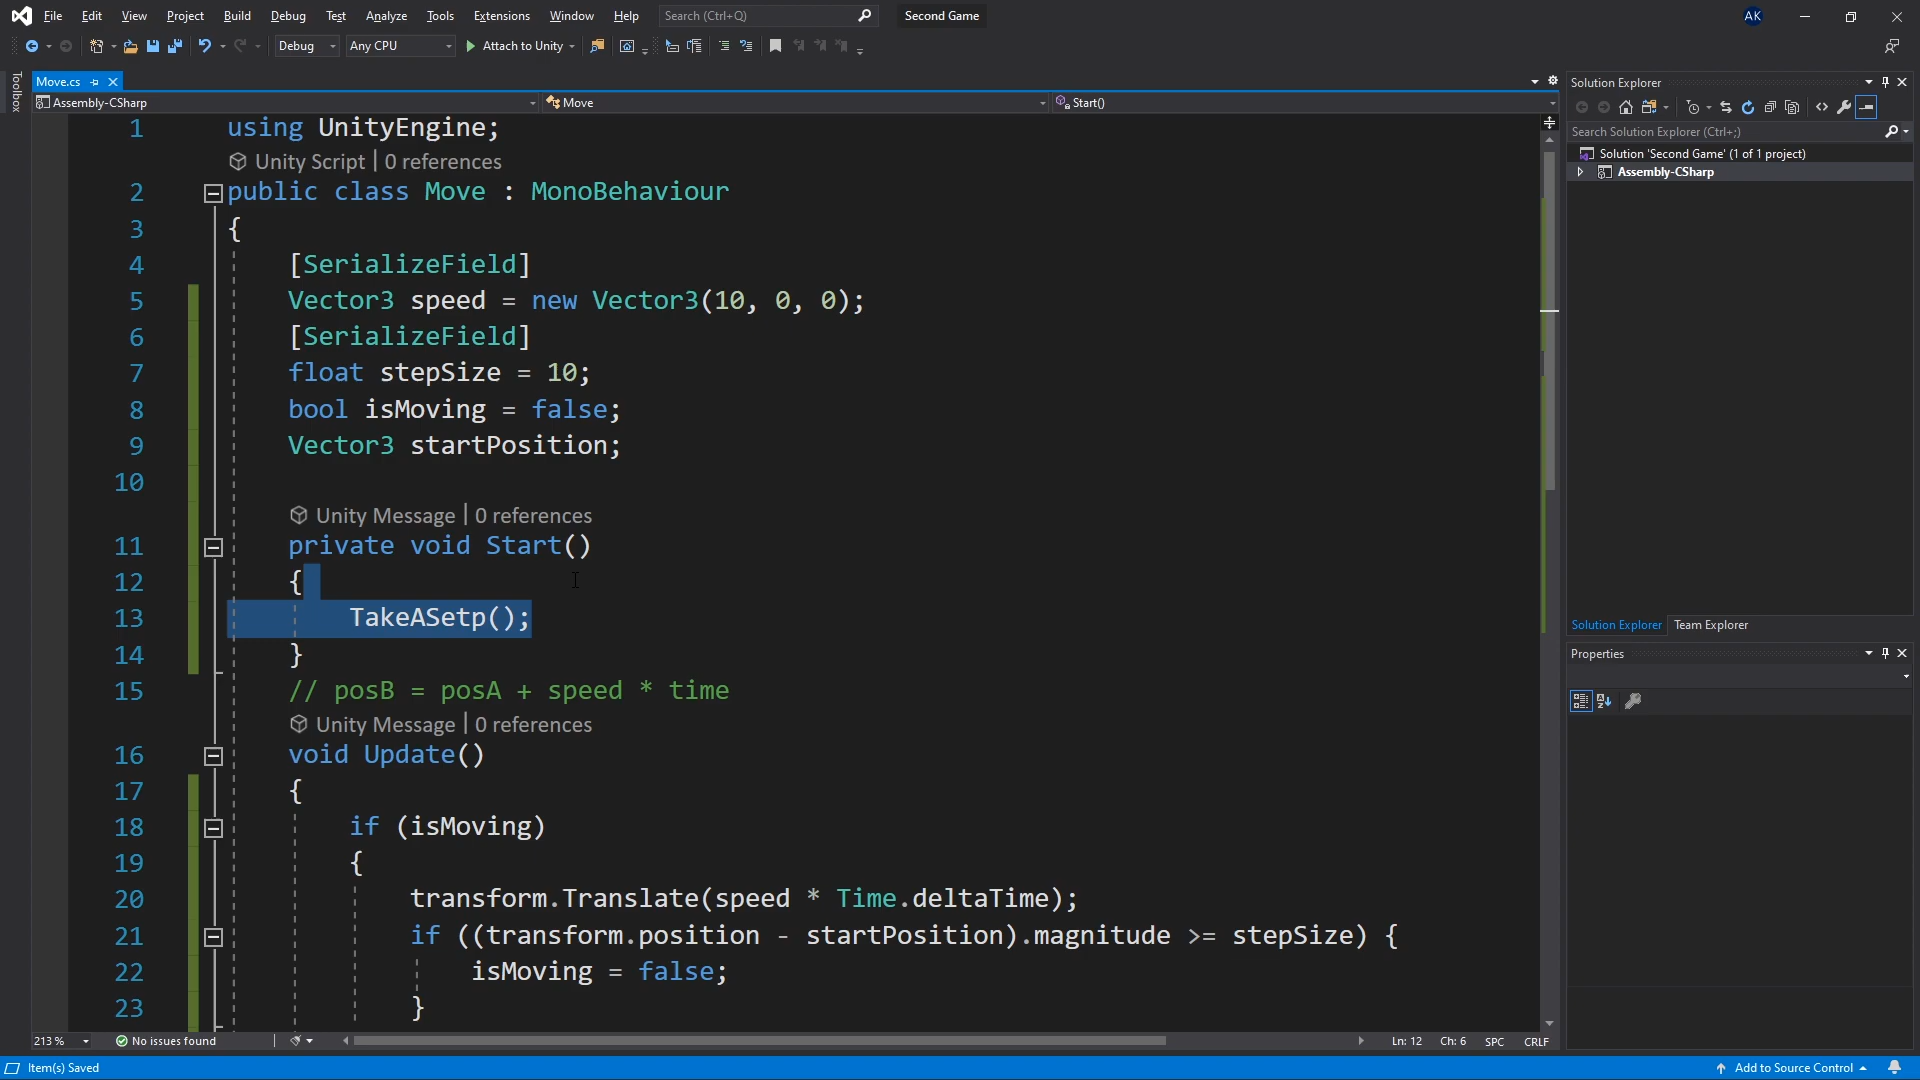 File Edit View Project Build Debug Test Analyze Tools Extensions Window Help Search (Ctrl+Q) Second Game AK
Debug Any CPU Attach to Unity
Toolbox
Move.cs
Assembly-CSharp Move Start()
1 using UnityEngine;
Unity Script | 0 references
2 public class Move : MonoBehaviour
3 {
4 [SerializeField]
5 Vector3 speed = new Vector3(10, 0, 0);
6 [SerializeField]
7 float stepSize = 10;
8 bool isMoving = false;
9 Vector3 startPosition;
10
Unity Message | 0 references
11 private void Start()
12 {
13 TakeASetp();
14 }
15 // posB = posA + speed * time
Unity Message | 0 references
16 void Update()
17 {
18 if (isMoving)
19 {
20 transform.Translate(speed * Time.deltaTime);
21 if ((transform.position - startPosition).magnitude >= stepSize) {
22 isMoving = false;
23 }
213 % No issues found Ln: 12 Ch: 6 SPC CRLF
Solution Explorer
Search Solution Explorer (Ctrl+;)
Solution 'Second Game' (1 of 1 project)
Assembly-CSharp
Solution Explorer Team Explorer
Properties
Item(s) Saved Add to Source Control